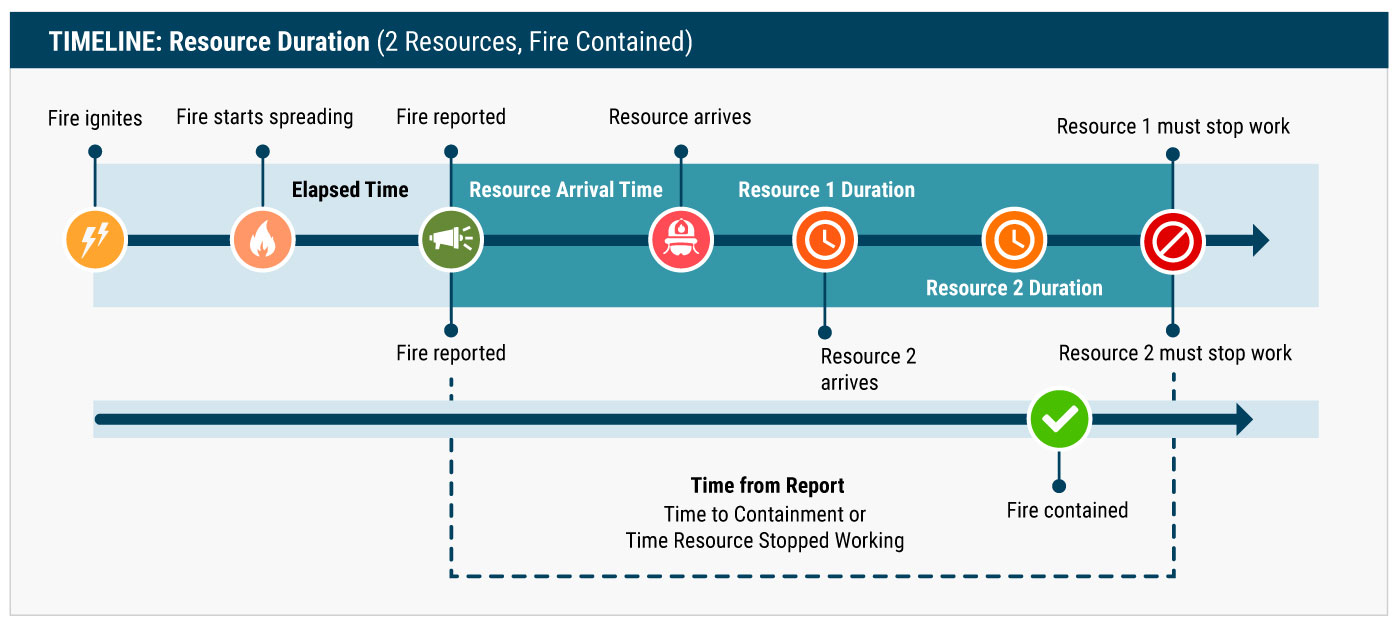 TIMELINE: Resource Duration (2 Resources, Fire Contained)
Fire ignites
Fire starts spreading
Fire reported
Resource arrives
Resource 1 must stop work
Elapsed Time
Resource Arrival Time
Resource 1 Duration
Resource 2 Duration
Fire reported
Resource 2
arrives
Resource 2 must stop work
Time from Report
Time to Containment or
Time Resource Stopped Working
Fire contained